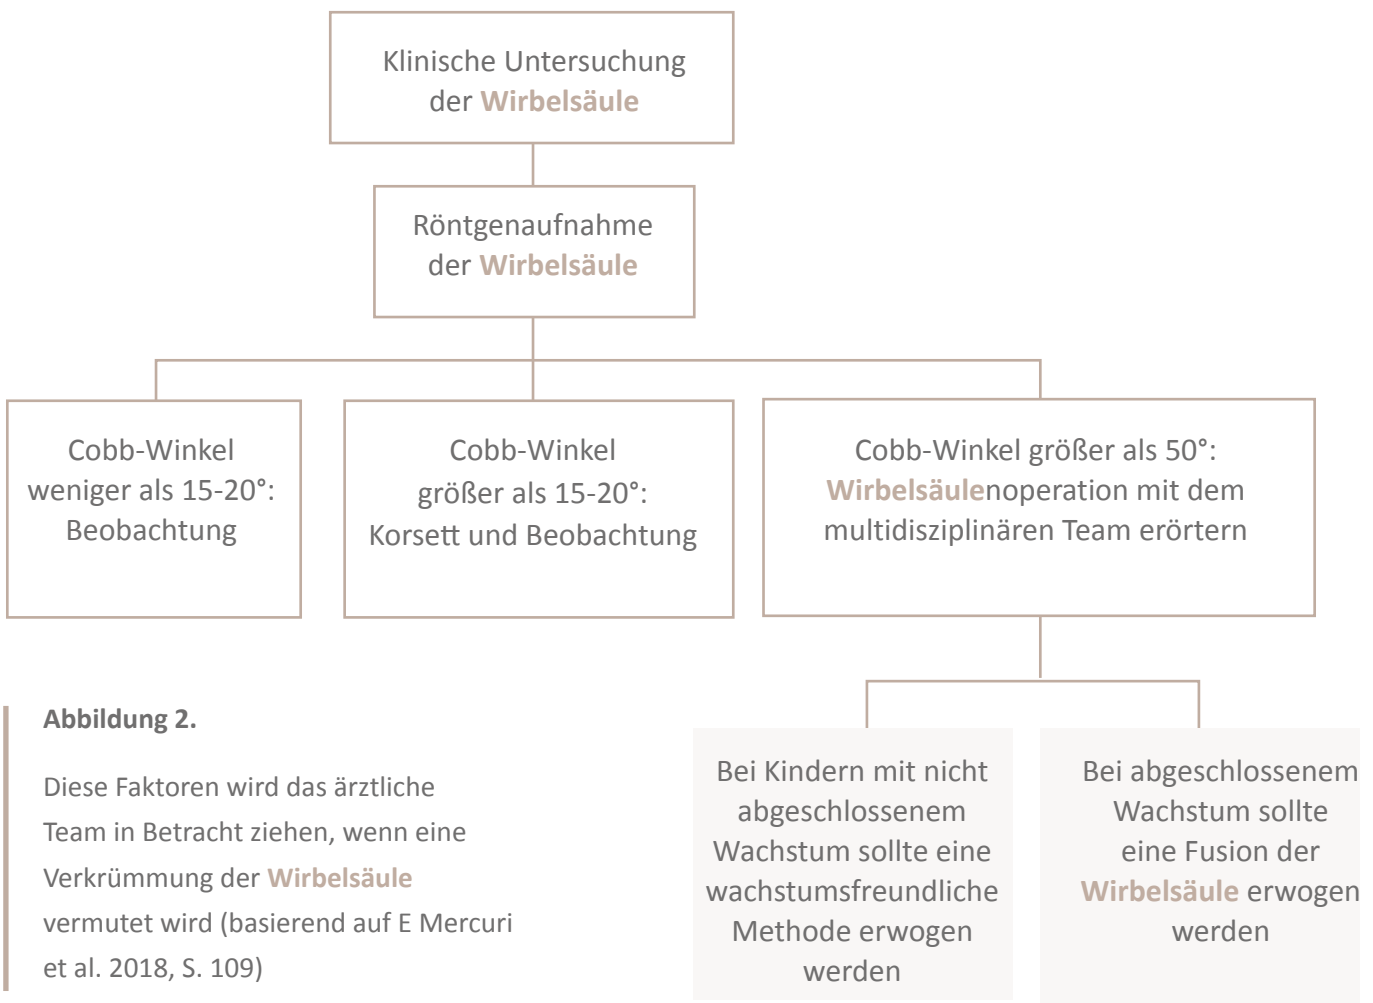 Klinische Untersuchung
der Wirbelsäule
Röntgenaufnahme
der Wirbelsäule
Cobb-Winkel
weniger als 15-20°:
Beobachtung
Cobb-Winkel
größer als 15-20°:
Korsett und Beobachtung
Cobb-Winkel größer als 50°:
Wirbelsäulenoperation mit dem
multidisziplinären Team erörtern
Abbildung 2.
Diese Faktoren wird das ärztliche
Team in Betracht ziehen, wenn eine
Verkrümmung der Wirbelsäule
vermutet wird (basierend auf E Mercuri
et al. 2018, S. 109)
Bei Kindern mit nicht
abgeschlossenem
Wachstum sollte eine
wachstumsfreundliche
Methode erwogen
werden
Bei abgeschlossenem
Wachstum sollte
eine Fusion der
Wirbelsäule erwogen
werden